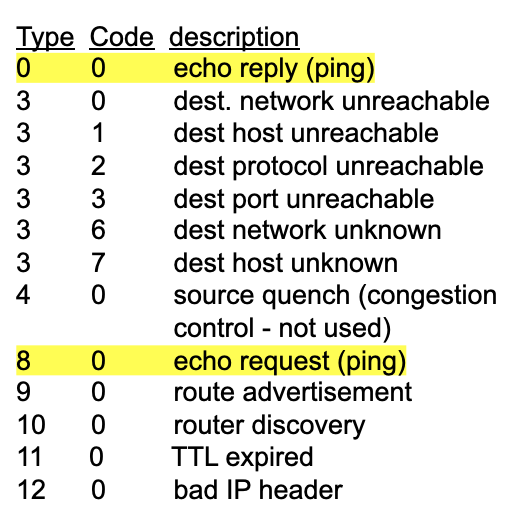 Type Code description
0 0 echo reply (ping)
3 0 dest. network unreachable
3 1 dest host unreachable
3 2 dest protocol unreachable
3 3 dest port unreachable
3 6 dest network unknown
3 7 dest host unknown
4 0 source quench (congestion
control - not used)
8 0 echo request (ping)
9 0 route advertisement
10 0 router discovery
11 0 TTL expired
12 0 bad IP header